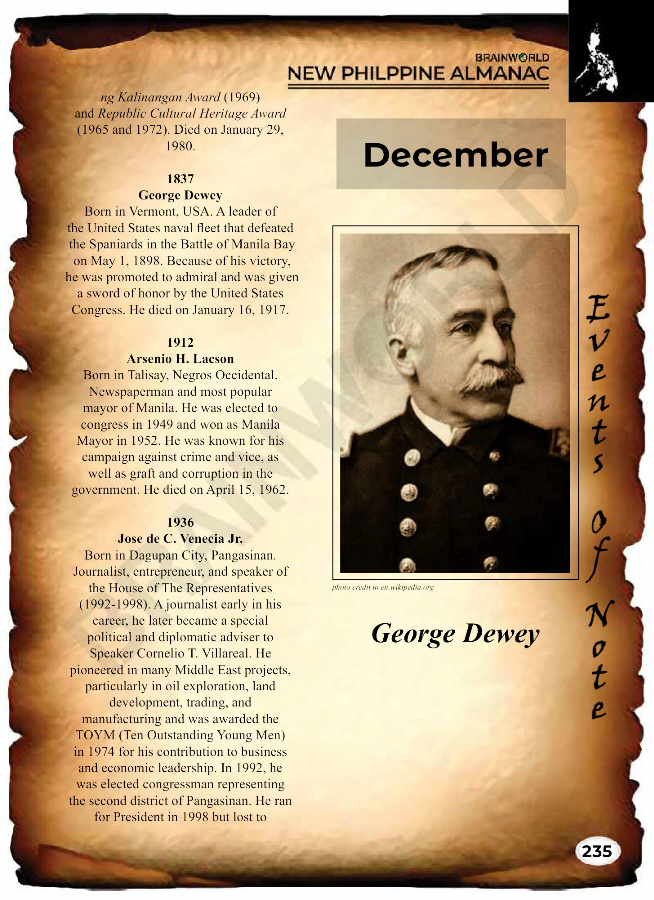 BRAINWORLD
NEW PHILPPINE ALMANAC
ng Kalinangan Award (1969)
and Republic Cultural Heritage Award
(1965 and 1972). Died on January 29,
1980.
1837
George Dewey
Born in Vermont, USA. A leader of
the United States naval fleet that defeated
the Spaniards in the Battle of Manila Bay
on May 1, 1898. Because of his victory,
he was promoted to admiral and was given
a sword of honor by the United States
Congress. He died on January 16, 1917.
1912
Arsenio H. Lacson
Born in Talisay, Negros Occidental.
Newspaperman and most popular
mayor of Manila. He was elected to
congress in 1949 and won as Manila
Mayor in 1952. He was known for his
campaign against crime and vice, as
well as graft and corruption in the
government. He died on April 15, 1962.
1936
Jose de C. Venecia Jr.
Born in Dagupan City, Pangasinan.
Journalist, entrepreneur, and speaker of
the House of The Representatives
(1992-1998). A journalist early in his
career, he later became a special
political and diplomatic adviser to
Speaker Cornelio T. Villareal. He
pioneered in many Middle East projects,
particularly in oil exploration, land
development, trading, and
manufacturing and was awarded the
TOYM (Ten Outstanding Young Men)
in 1974 for his contribution to business
and economic leadership. In 1992, he
was elected congressman representing
the second district of Pangasinan. He ran
for President in 1998 but lost to
December
photo credit to en.wikipedia.org
George Dewey
Events of Note
235
BRAINWORLD